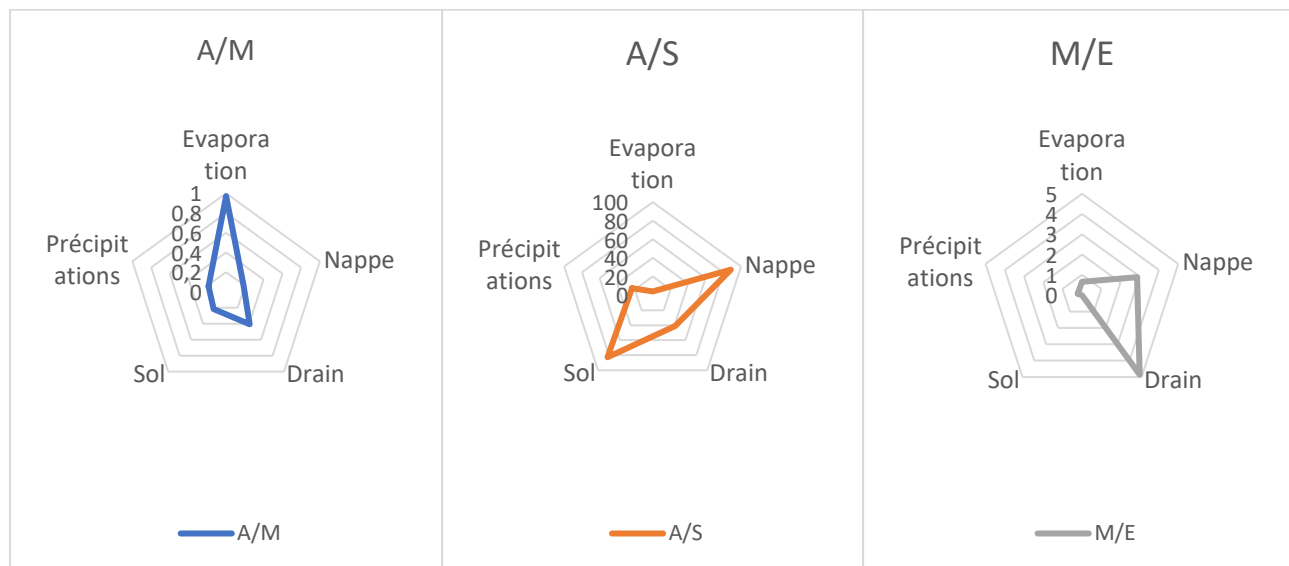 A/M
Evapora
tion
Nappe
Drain
Sol
Précipit
ations
1
0,8
0,6
0,4
0,2
0
A/M
A/S
Evapora
tion
Nappe
Drain
Sol
Précipit
ations
100
80
60
40
20
0
A/S
M/E
Evapora
tion
Nappe
Drain
Sol
Précipit
ations
5
4
3
2
1
0
M/E